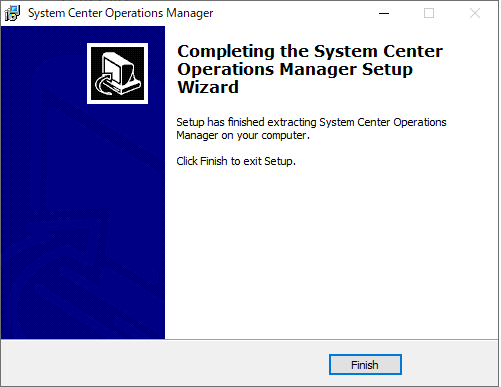 System Center Operations Manager
Completing the System Center
Operations Manager Setup
Wizard
Setup has finished extracting System Center Operations
Manager on your computer.
Click Finish to exit Setup.
Finish